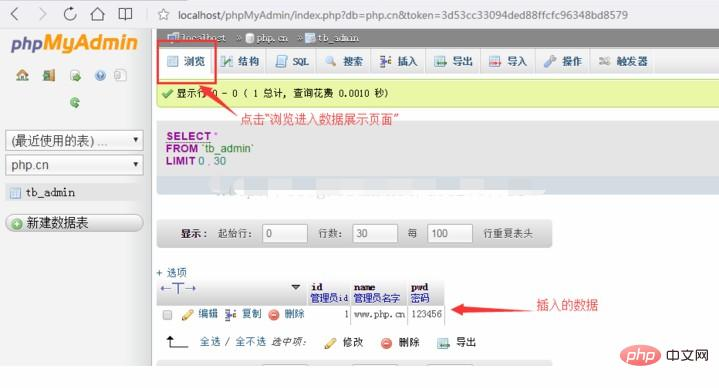 localhost/phpMyAdmin/index.php?db=php.cn&token=3d53cc33094ded88ffcfc96348bd8579
phpMyAdmin
localhost » php.cn » tb_admin
浏览 结构 SQL 搜索 插入 导出 导入 操作 触发器
显示行 0 - 0 ( 1 总计, 查询花费 0.0010 秒)
点击“浏览进入数据展示页面”
SELECT *
FROM `tb_admin`
LIMIT 0 , 30
(最近使用的表) ...
php.cn
tb_admin
新建数据表
显示： 起始行： 0 行数： 30 每 100 行重复表头
+ 选项
←T→ id name pwd
管理员id 管理员名字 密码
编辑 复制 删除 1 www.php.cn 123456
插入的数据
全选 / 全不选 选中项： 修改 删除 导出
php 中文网